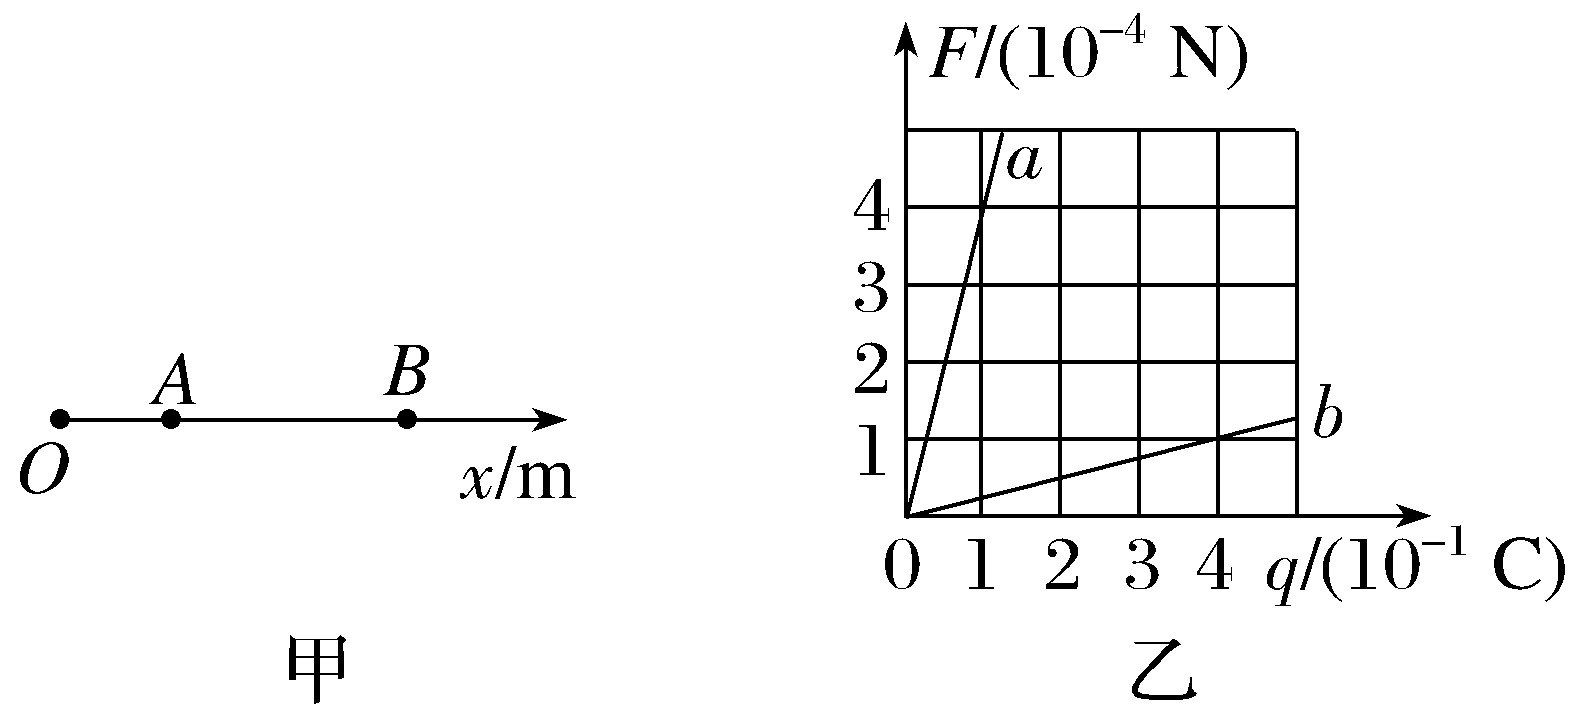 A
B
O
x/m
甲
F/(10⁻⁴ N)
a
4
3
2
1
b
0 1 2 3 4 q/(10⁻¹ C)
乙